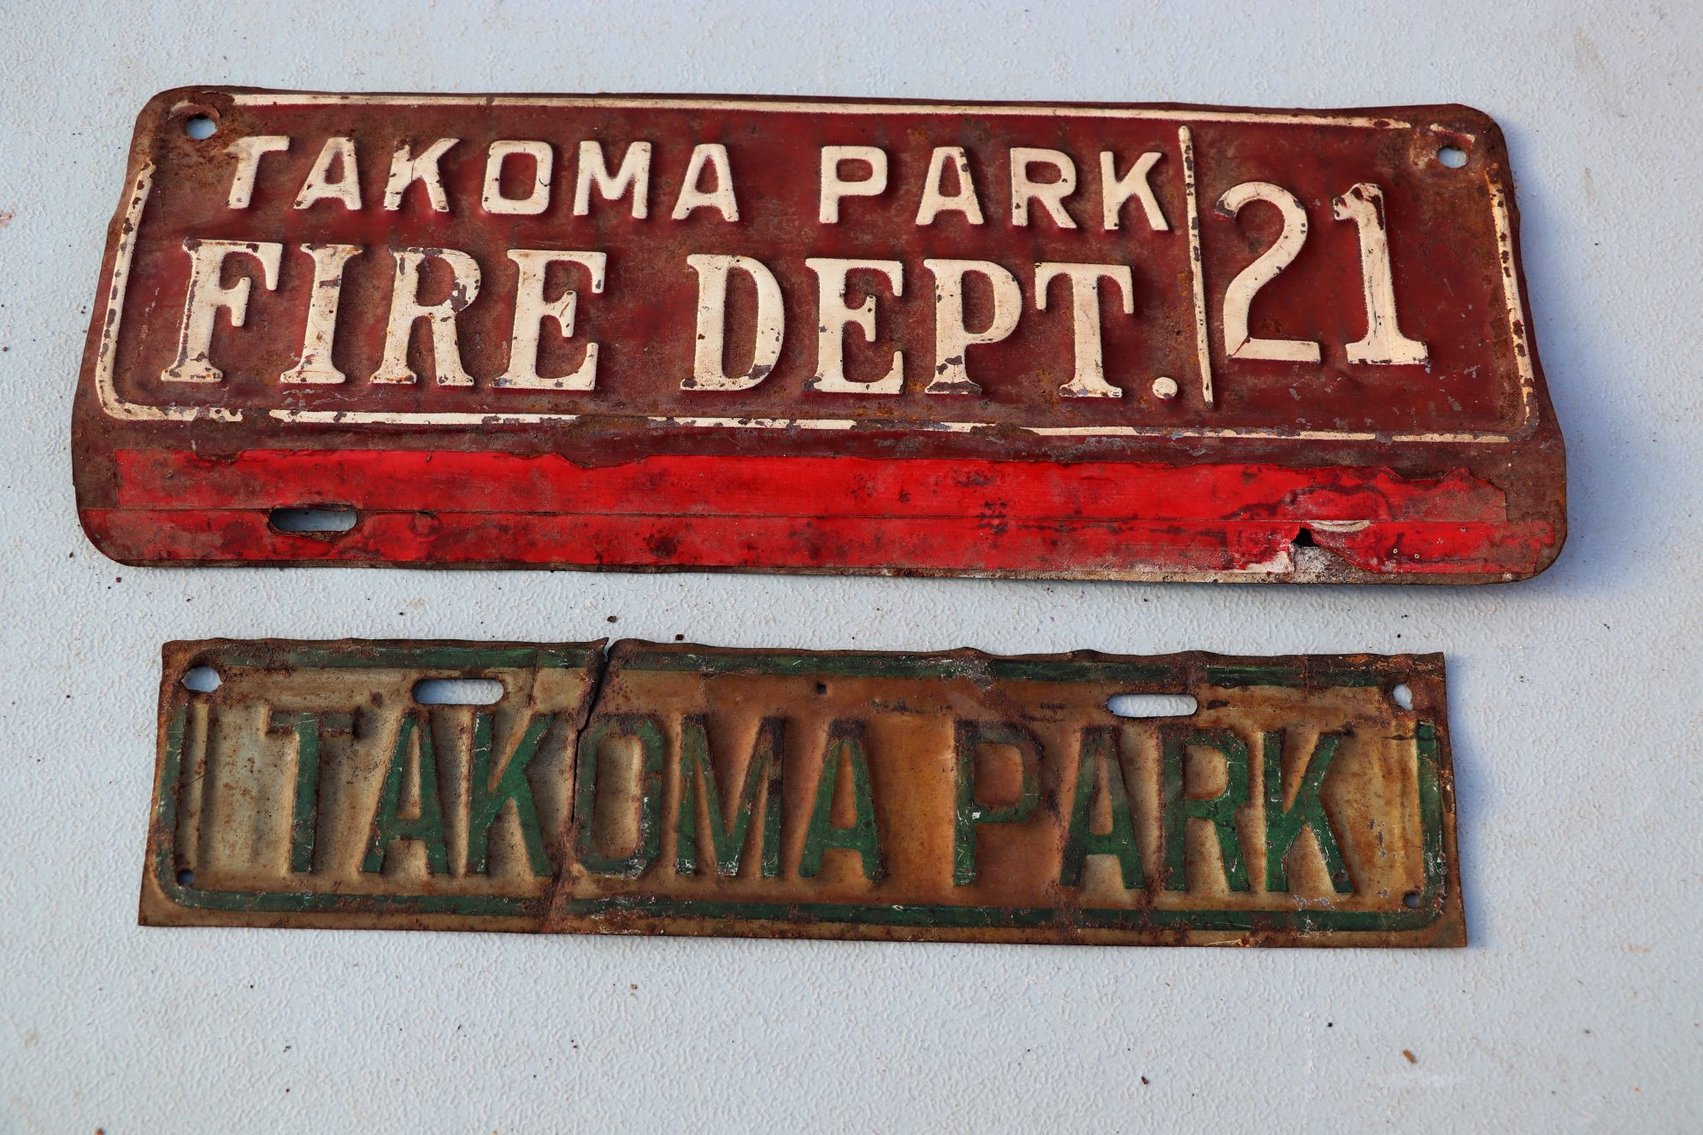 TAKOMA PARK
FIRE DEPT.
21
TAKOMA PARK